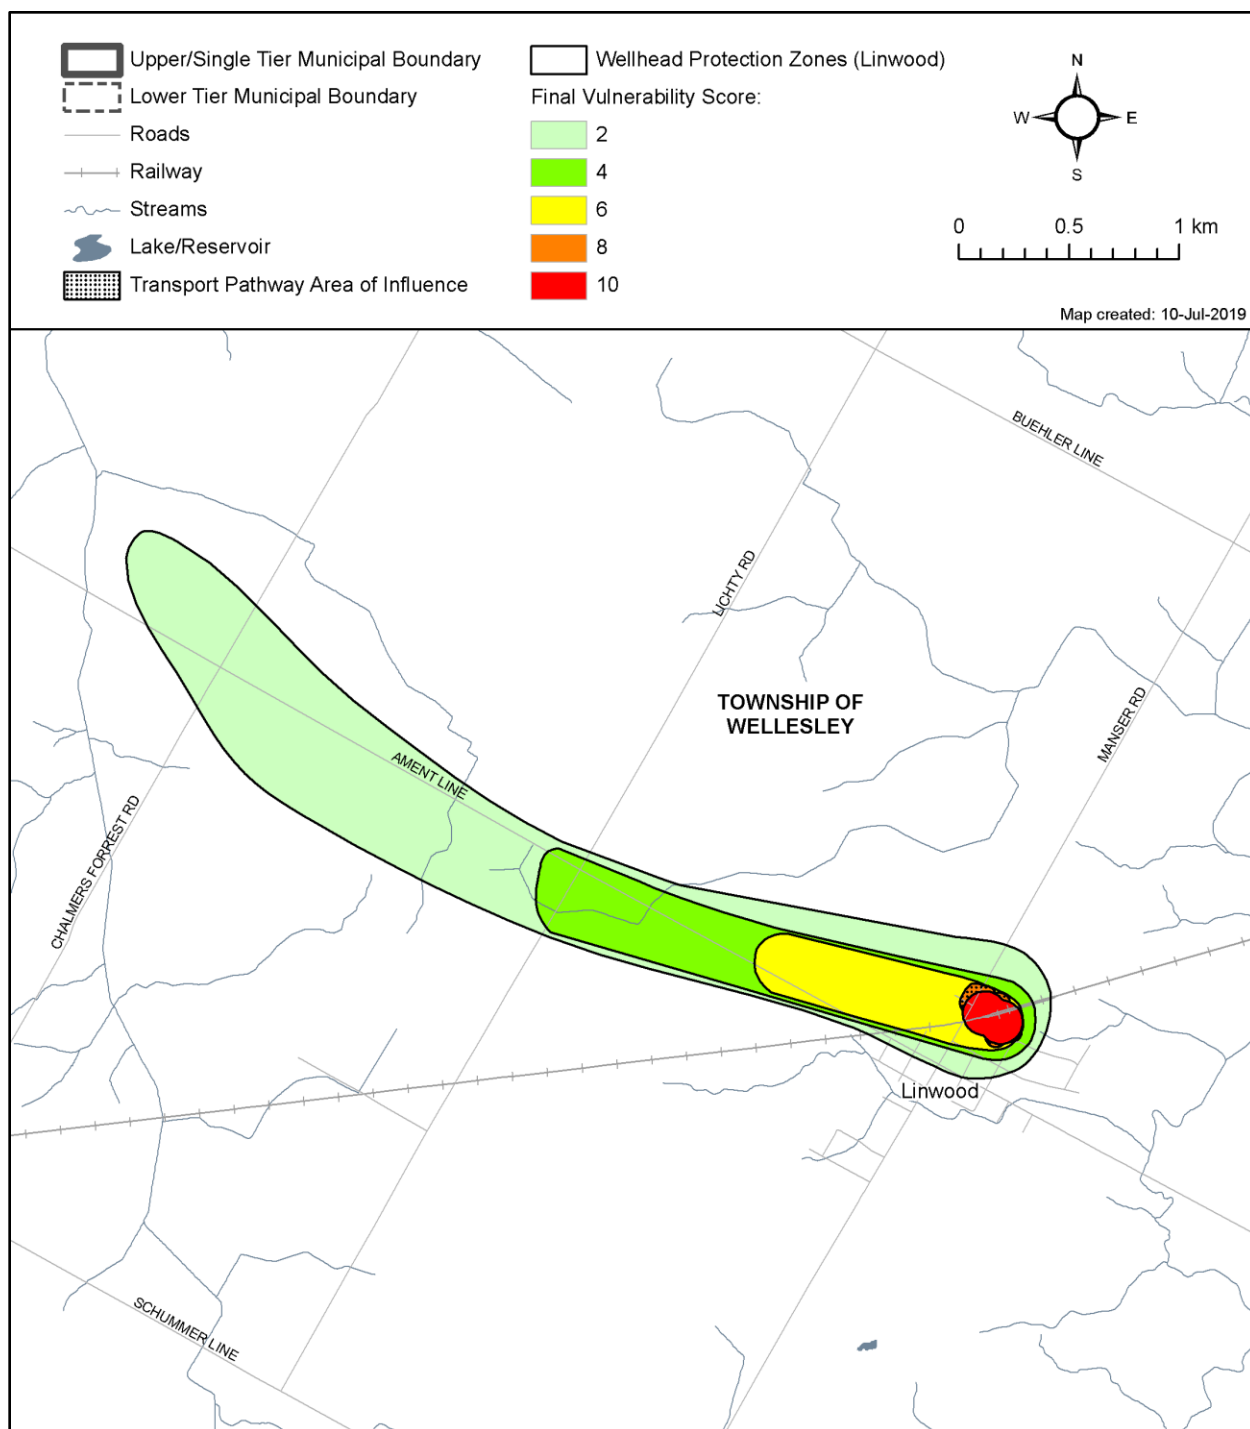 Upper/Single Tier Municipal Boundary
Lower Tier Municipal Boundary
Roads
Railway
Streams
Lake/Reservoir
Transport Pathway Area of Influence
Wellhead Protection Zones (Linwood)
Final Vulnerability Score:
2
4
6
8
10
N
W E
S
0 0.5 1 km
Map created: 10-Jul-2019
BUEHLER LINE
LICHTY RD
MANSER RD
TOWNSHIP OF
WELLESLEY
AMENT LINE
CHALMERS FORREST RD
Linwood
SCHUMMER LINE